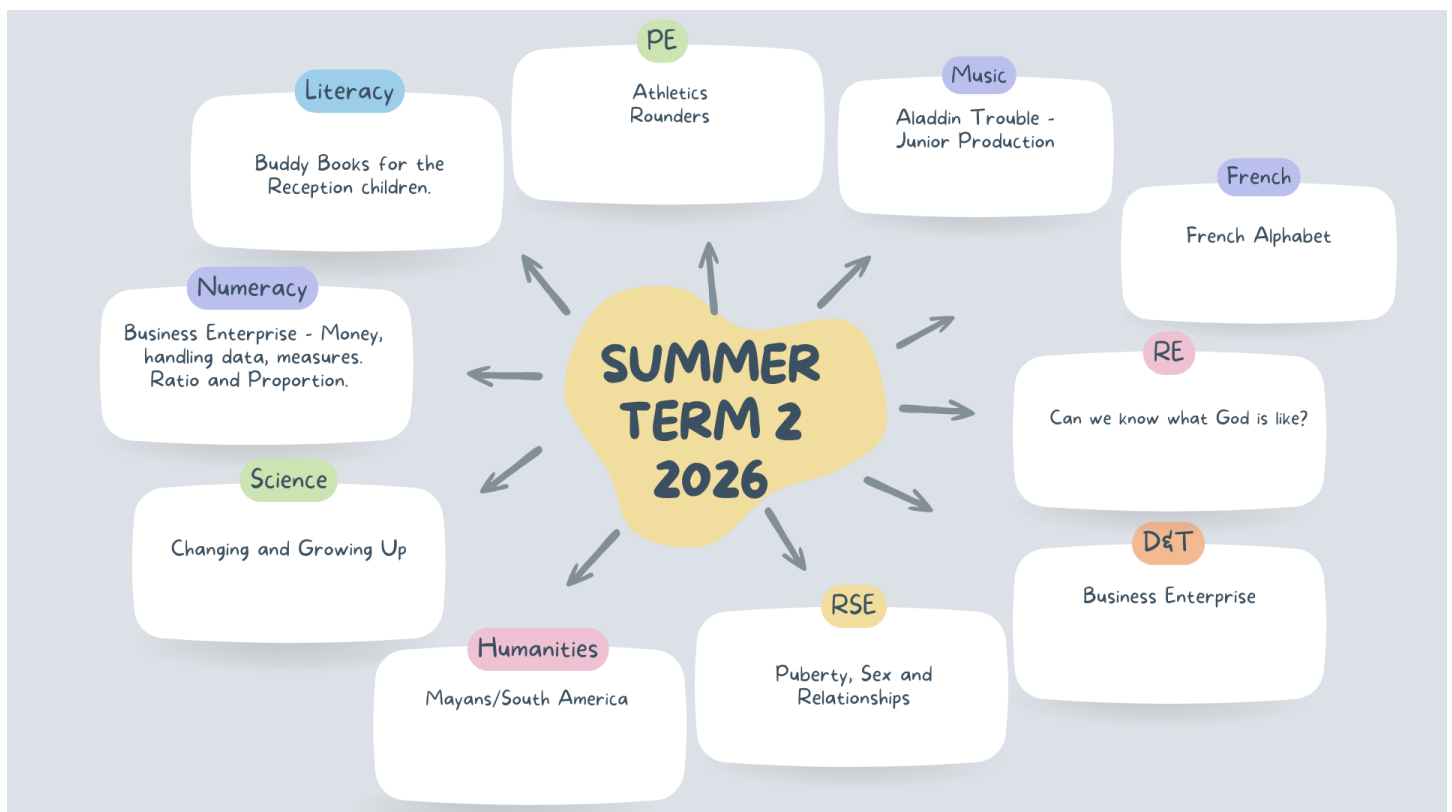 PE
Athletics
Rounders
Literacy
Buddy Books for the
Reception children.
Music
Aladdin Trouble -
Junior Production
French
French Alphabet
Numeracy
Business Enterprise - Money,
handling data, measures.
Ratio and Proportion.
SUMMER
TERM 2
2026
RE
Can we know what God is like?
Science
Changing and Growing Up
D&T
Business Enterprise
RSE
Puberty, Sex and
Relationships
Humanities
Mayans/South America